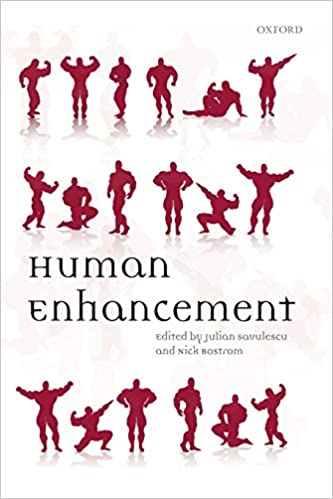 OXFORD
Human
Enhancement
Edited by Julian Savulescu
and Nick Bostrom